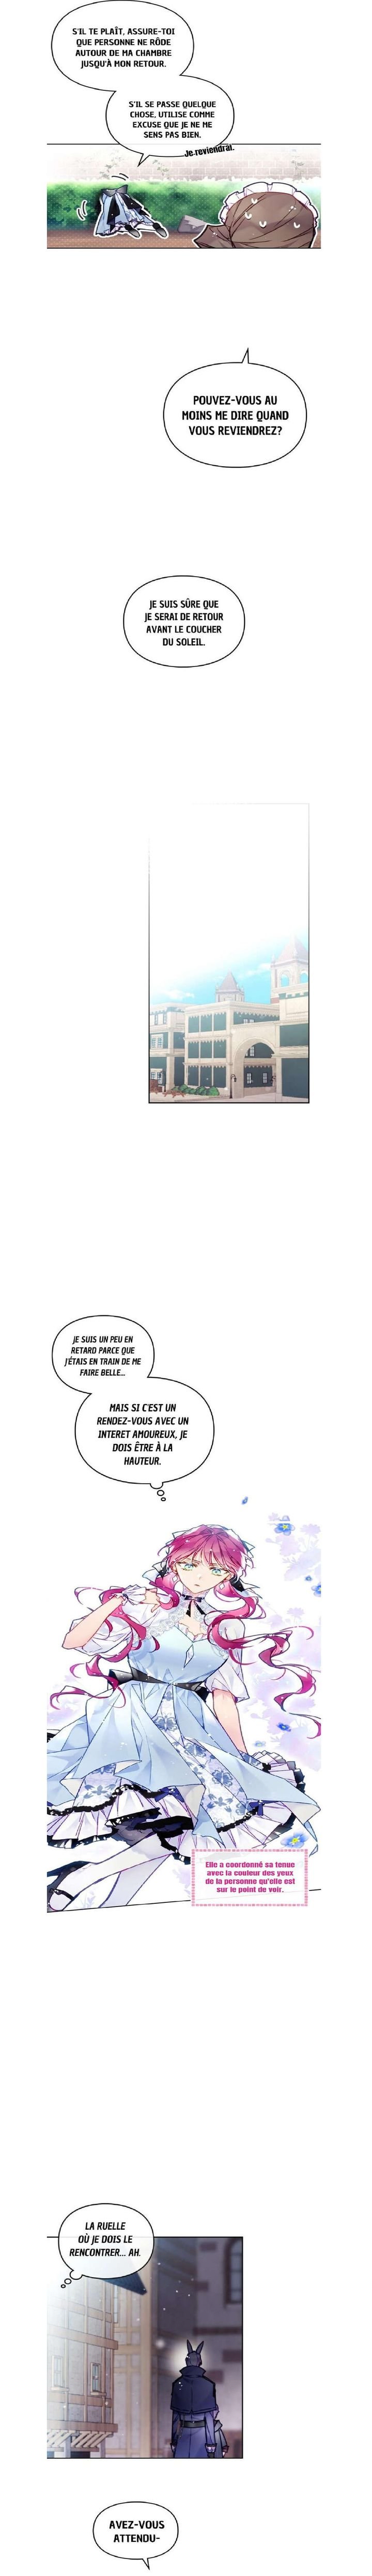 S'IL TE PLAÎT, ASSURE-TOI
QUE PERSONNE NE RÔDE
AUTOUR DE MA CHAMBRE
JUSQU'À MON RETOUR.
S'IL SE PASSE QUELQUE
CHOSE, UTILISE COMME
EXCUSE QUE JE NE ME
SENS PAS BIEN.
Je reviendrai.
POUVEZ-VOUS AU
MOINS ME DIRE QUAND
VOUS REVIENDREZ?
JE SUIS SÛRE QUE
JE SERAI DE RETOUR
AVANT LE COUCHER
DU SOLEIL.
JE SUIS UN PEU EN
RETARD PARCE QUE
J'ÉTAIS EN TRAIN DE ME
FAIRE BELLE...
MAIS SI C'EST UN
RENDEZ-VOUS AVEC UN
INTERET AMOUREUX, JE
DOIS ÊTRE À LA
HAUTEUR.
Elle a coordonné sa tenue
avec la couleur des yeux
de la personne qu'elle est
sur le point de voir.
LA RUELLE
OÙ JE DOIS LE
RENCONTRER... AH.
AVEZ-VOUS
ATTENDU-